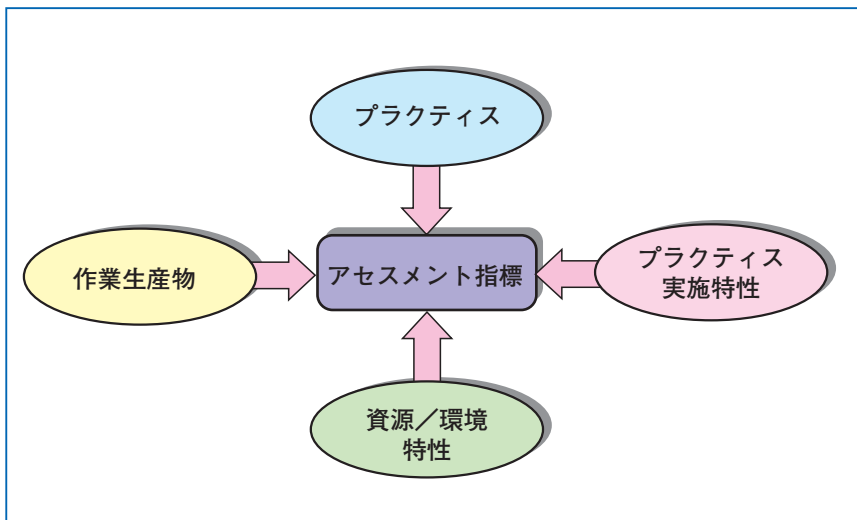 プラクティス
作業生産物
アセスメント指標
プラクティス
実施特性
資源／環境
特性